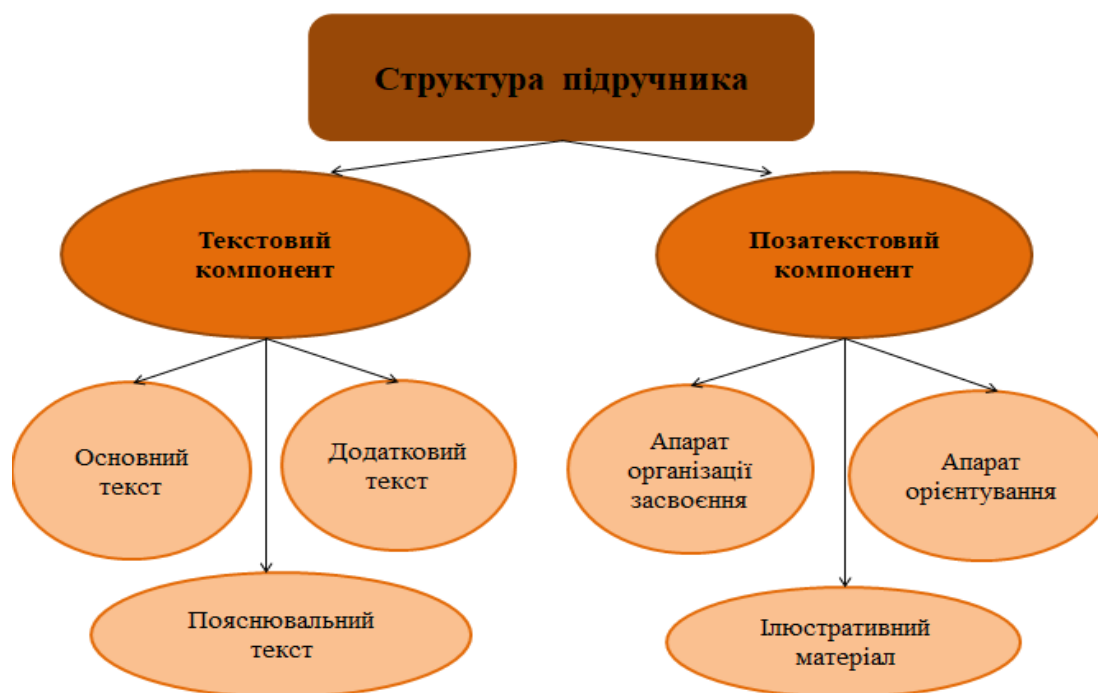 Структура підручника
Текстовий
компонент
Позатекстовий
компонент
Основний
текст
Додатковий
текст
Пояснювальний
текст
Апарат
організації
засвоєння
Апарат
орієнтування
Ілюстративний
матеріал